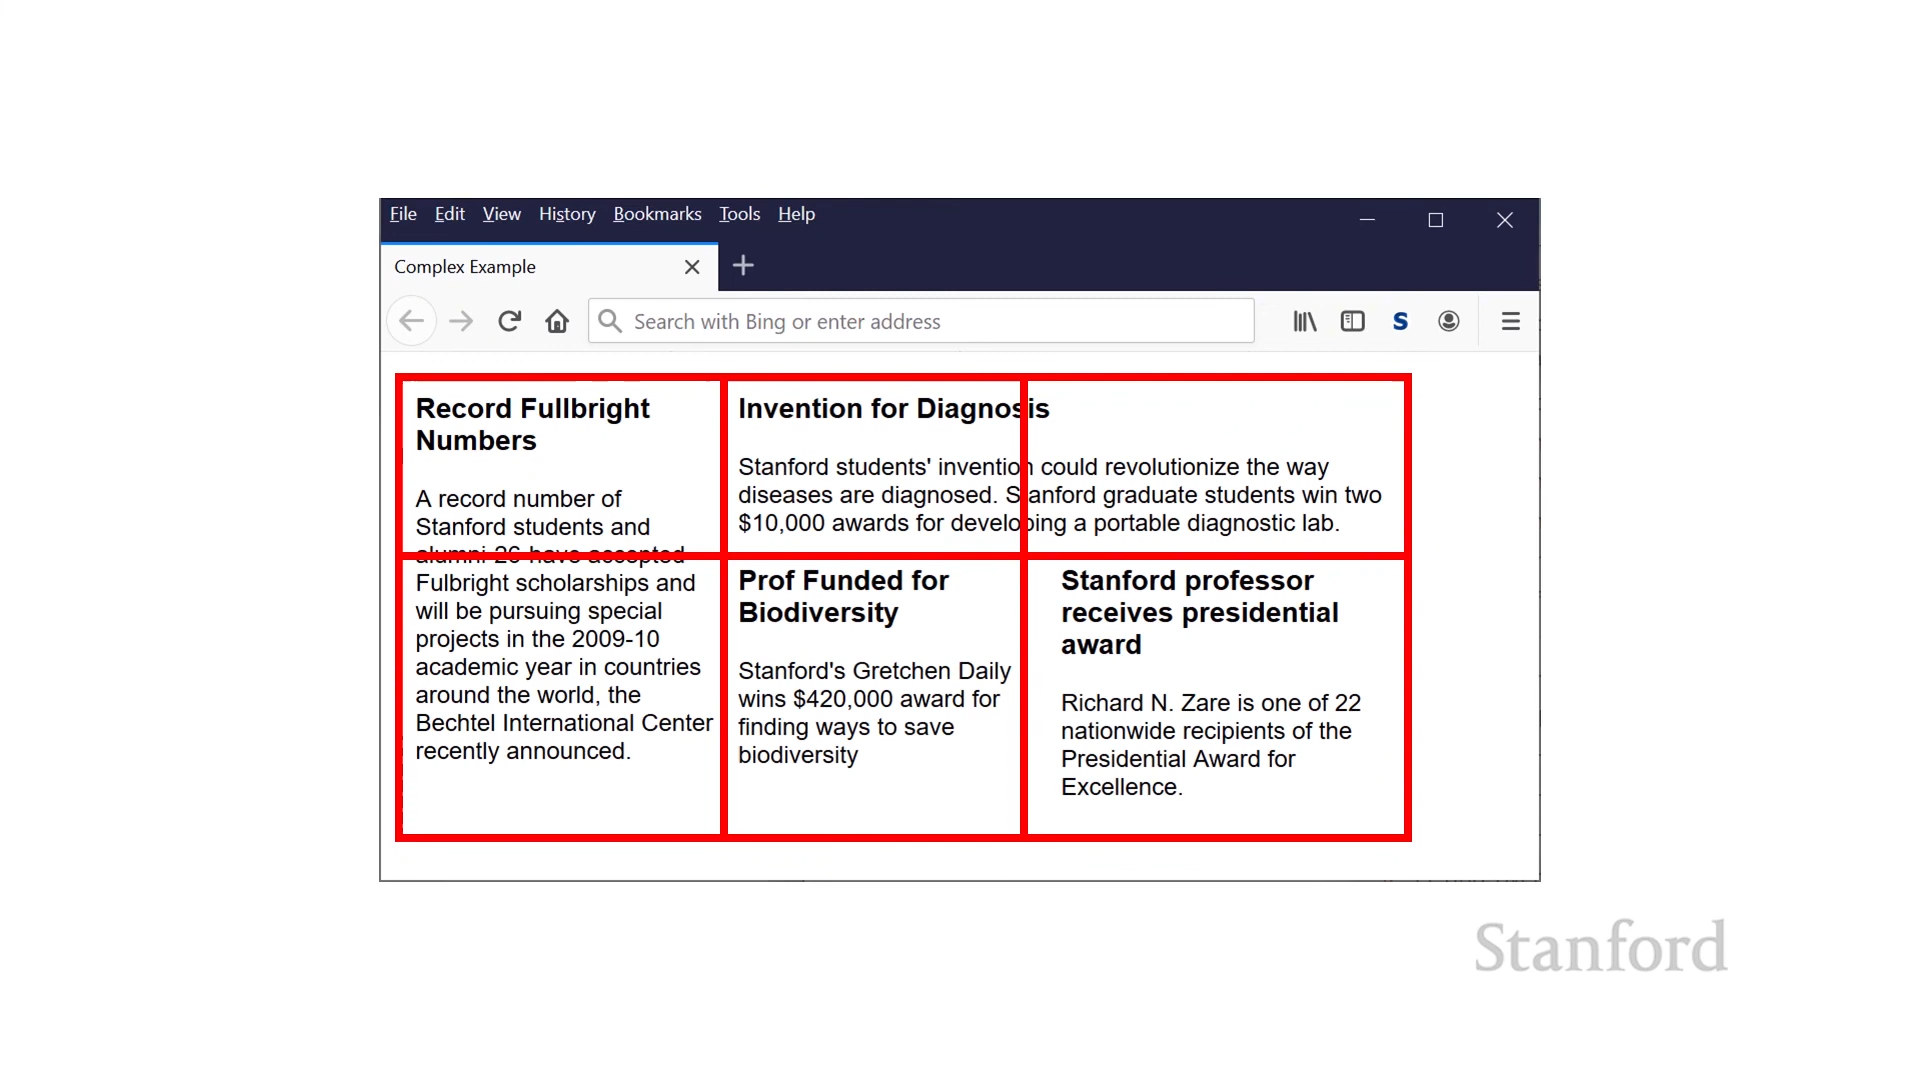 File Edit View History Bookmarks Tools Help
Complex Example
Search with Bing or enter address
S
Record Fullbright
Numbers
A record number of
Stanford students and
alumni 26 have accepted
Fulbright scholarships and
will be pursuing special
projects in the 2009-10
academic year in countries
around the world, the
Bechtel International Center
recently announced.
Invention for Diagnosis
Stanford students' invention could revolutionize the way
diseases are diagnosed. Stanford graduate students win two
$10,000 awards for developing a portable diagnostic lab.
Prof Funded for
Biodiversity
Stanford's Gretchen Daily
wins $420,000 award for
finding ways to save
biodiversity
Stanford professor
receives presidential
award
Richard N. Zare is one of 22
nationwide recipients of the
Presidential Award for
Excellence.
Stanford